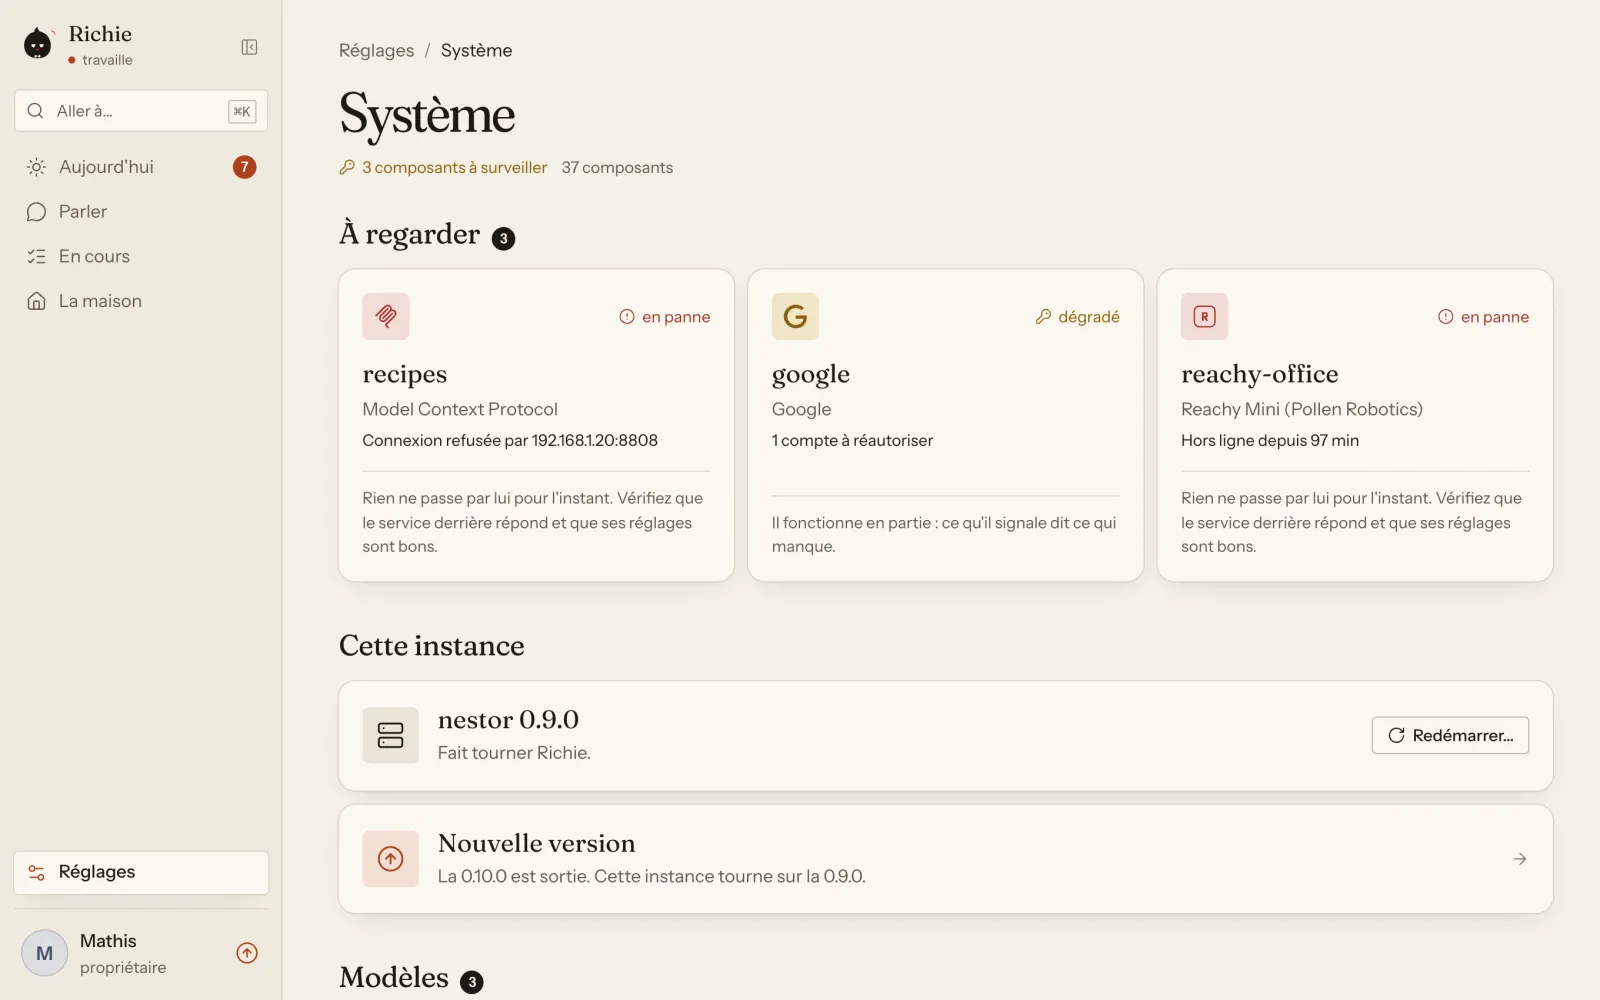 Richie
travaille
Aller à...
⌘K
Aujourd'hui
7
Parler
En cours
La maison
Réglages
M
Mathis
propriétaire
Réglages / Système
Système
3 composants à surveiller 37 composants
À regarder 3
en panne
recipes
Model Context Protocol
Connexion refusée par 192.168.1.20:8808
Rien ne passe par lui pour l'instant. Vérifiez que
le service derrière répond et que ses réglages
sont bons.
G
dégradé
google
Google
1 compte à réautoriser
Il fonctionne en partie : ce qu'il signale dit ce qui
manque.
R
en panne
reachy-office
Reachy Mini (Pollen Robotics)
Hors ligne depuis 97 min
Rien ne passe par lui pour l'instant. Vérifiez que
le service derrière répond et que ses réglages
sont bons.
Cette instance
nestor 0.9.0
Fait tourner Richie.
Redémarrer...
Nouvelle version
La 0.10.0 est sortie. Cette instance tourne sur la 0.9.0.
Modèles 3